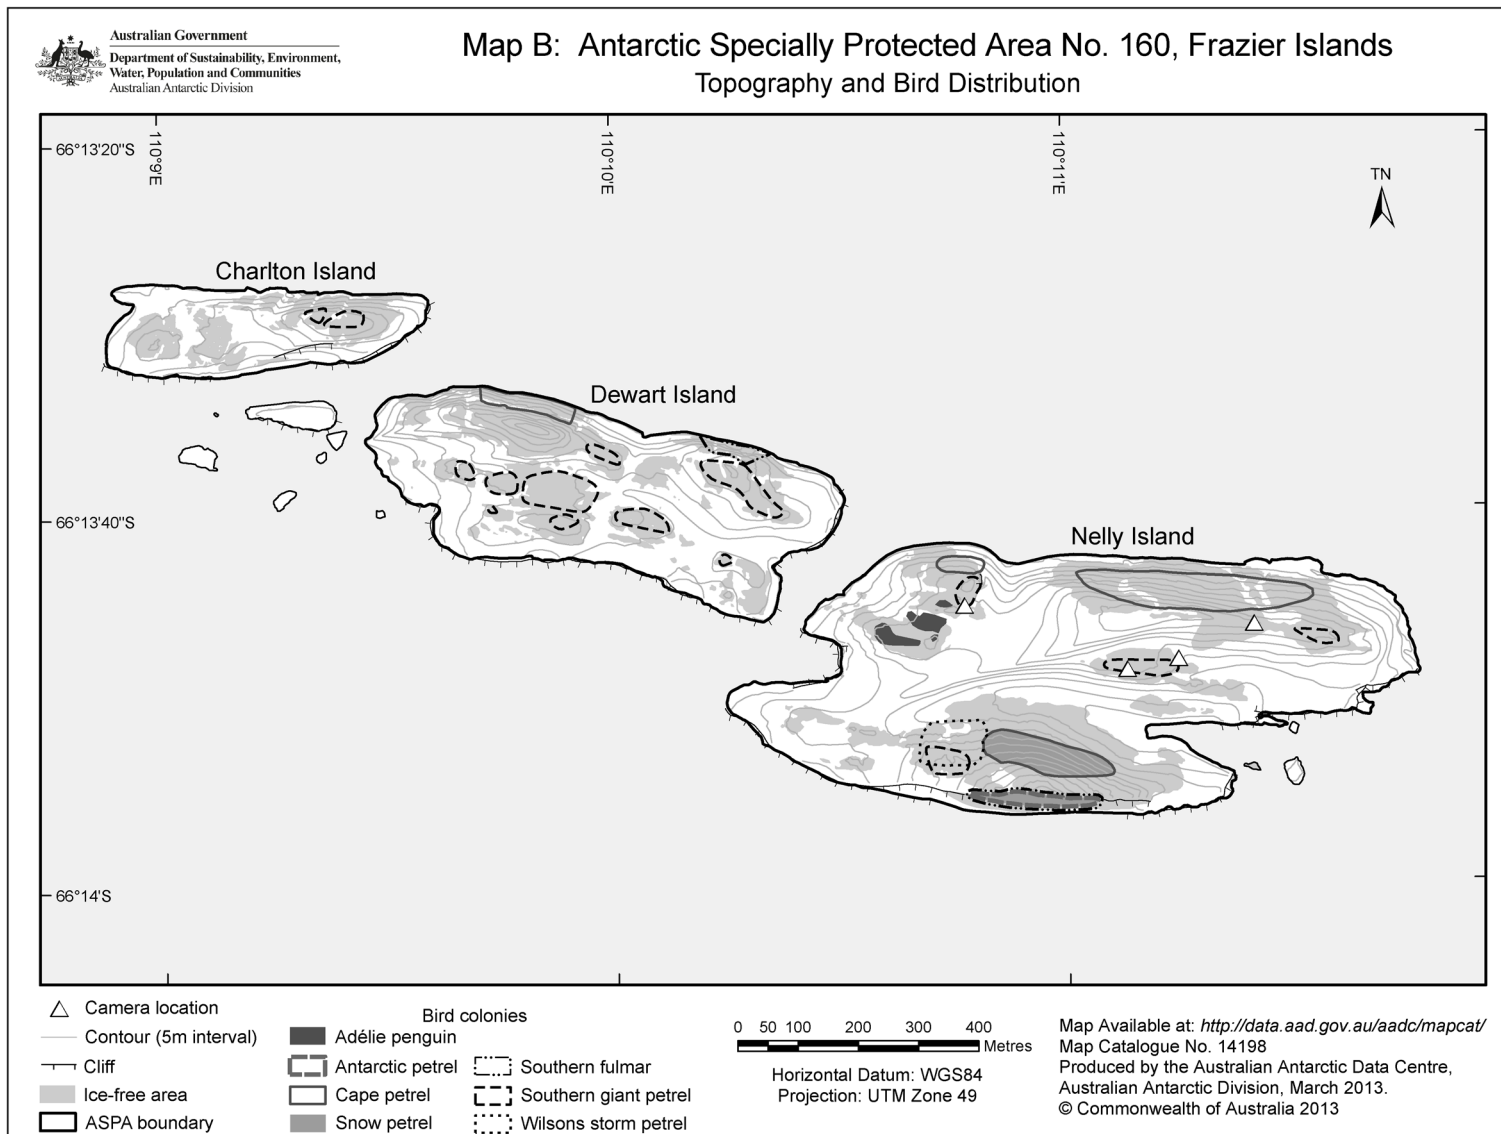 Australian Government
Department of Sustainability, Environment,
Water, Population and Communities
Australian Antarctic Division
Map B: Antarctic Specially Protected Area No. 160, Frazier Islands
Topography and Bird Distribution
110°9'E
110°10'E
110°11'E
66°13'20"S
TN
Charlton Island
Dewart Island
66°13'40"S
Nelly Island
66°14'S
Camera location
Contour (5m interval)
Cliff
Ice-free area
ASPA boundary
Bird colonies
Adélie penguin
Antarctic petrel
Cape petrel
Snow petrel
Southern fulmar
Southern giant petrel
Wilsons storm petrel
0 50 100 200 300 400
Metres
Horizontal Datum: WGS84
Projection: UTM Zone 49
Map Available at: http://data.aad.gov.au/aadc/mapcat/
Map Catalogue No. 14198
Produced by the Australian Antarctic Data Centre,
Australian Antarctic Division, March 2013.
© Commonwealth of Australia 2013